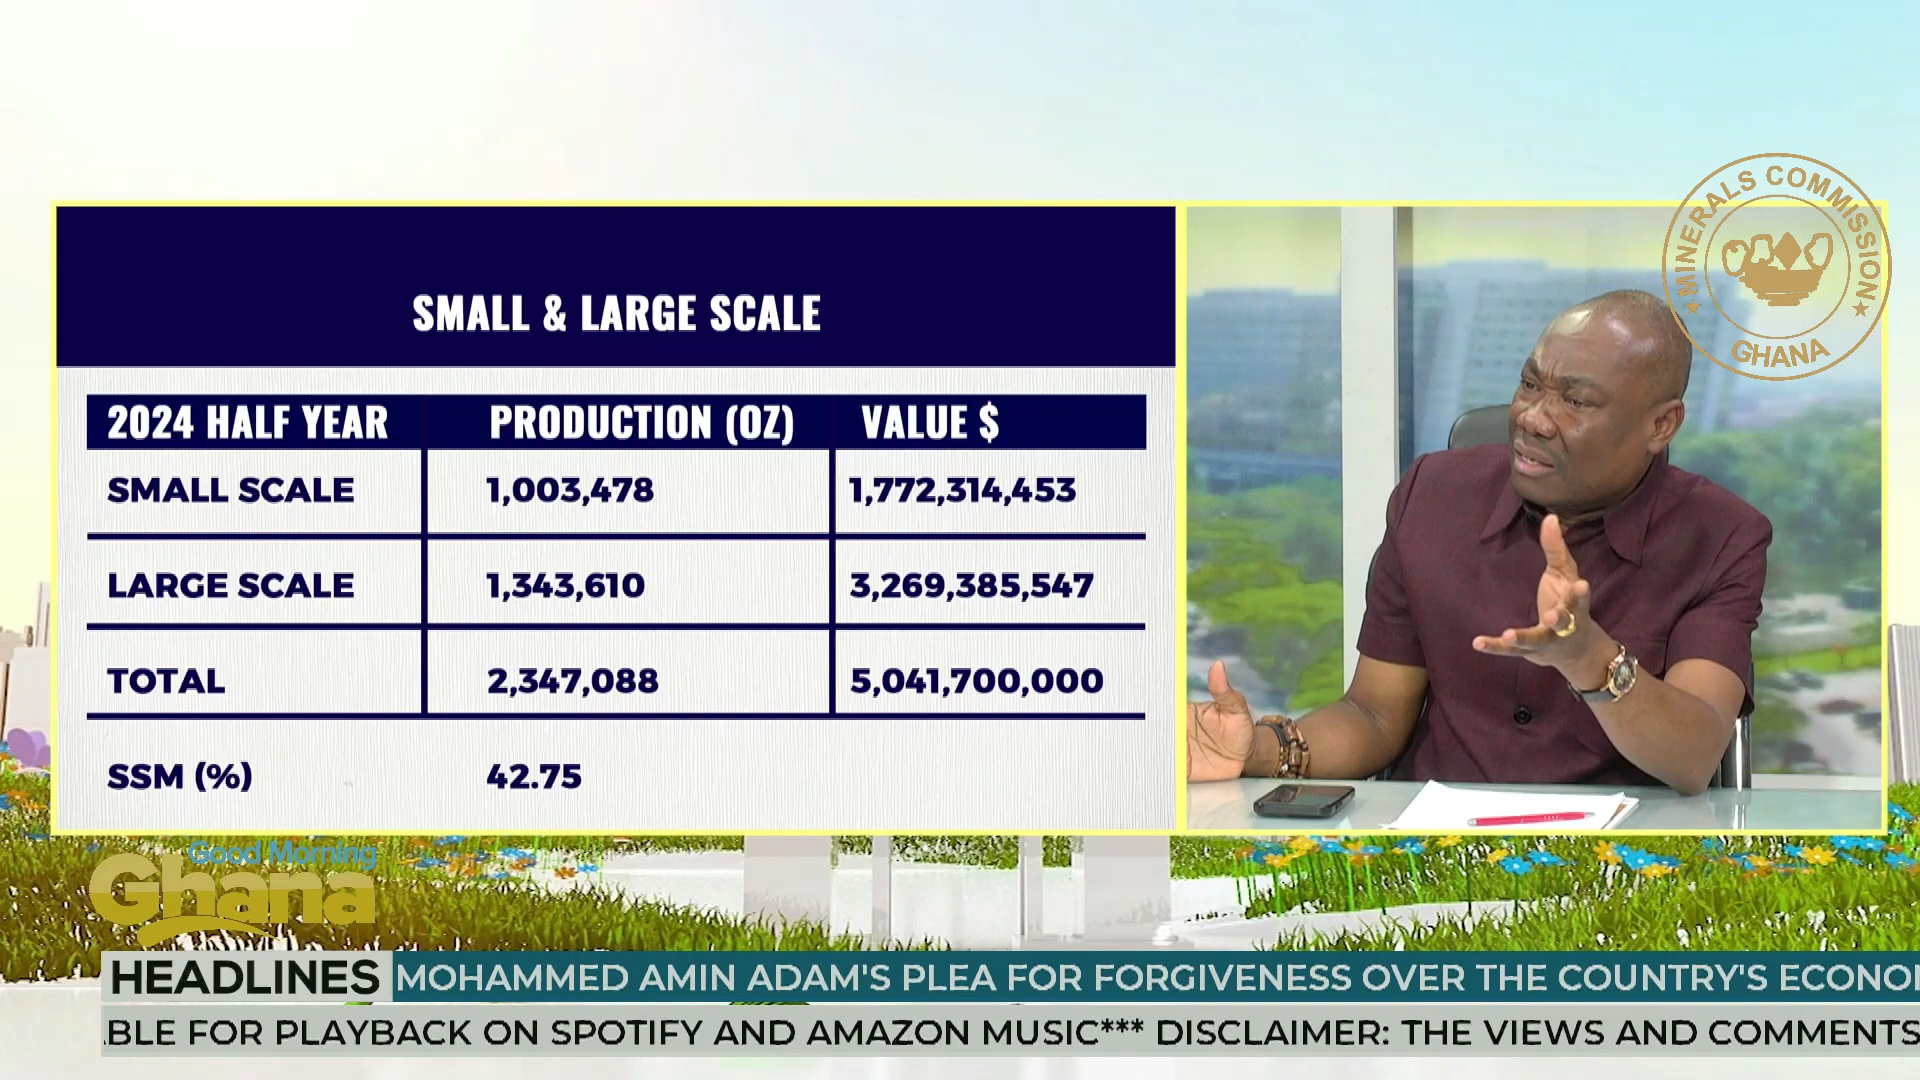 MINERALS COMMISSION
GHANA
SMALL & LARGE SCALE
2024 HALF YEAR PRODUCTION (OZ) VALUE $
SMALL SCALE 1,003,478 1,772,314,453
LARGE SCALE 1,343,610 3,269,385,547
TOTAL 2,347,088 5,041,700,000
SSM (%) 42.75
Good Morning
Ghana
HEADLINES MOHAMMED AMIN ADAM'S PLEA FOR FORGIVENESS OVER THE COUNTRY'S ECONO
BLE FOR PLAYBACK ON SPOTIFY AND AMAZON MUSIC*** DISCLAIMER: THE VIEWS AND COMMENTS